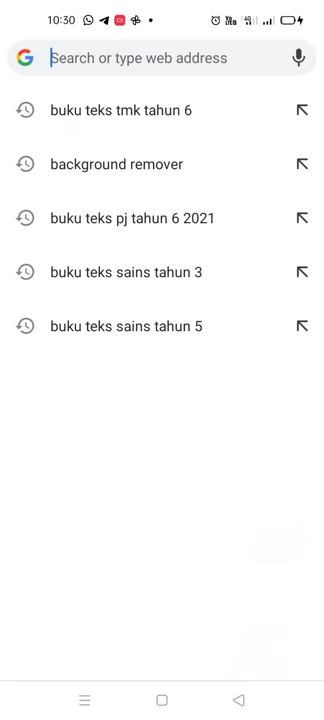 10:30
Search or type web address
buku teks tmk tahun 6
background remover
buku teks pj tahun 6 2021
buku teks sains tahun 3
buku teks sains tahun 5